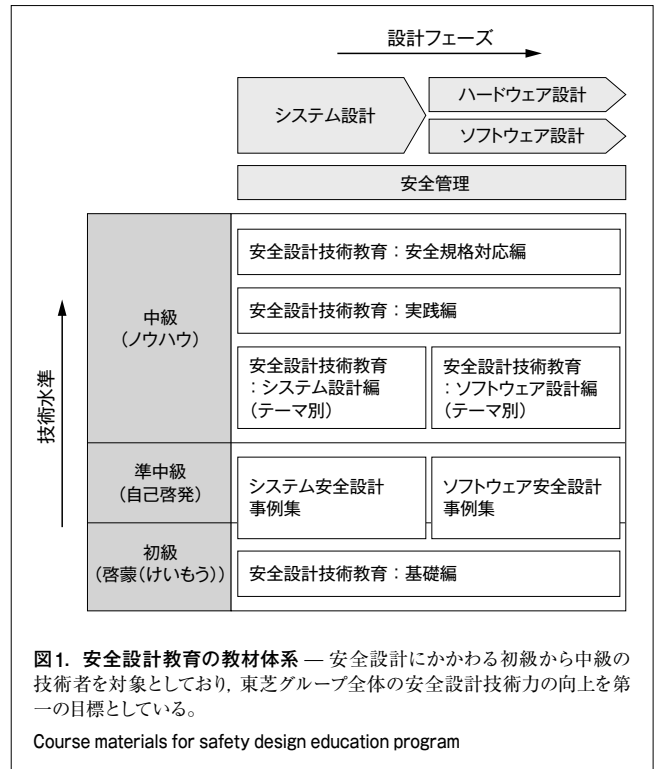 設計フェーズ
システム設計
ハードウェア設計
ソフトウェア設計
安全管理
技術水準
中級
(ノウハウ)
安全設計技術教育:安全規格対応編
安全設計技術教育:実践編
安全設計技術教育
:システム設計編
(テーマ別)
安全設計技術教育
:ソフトウェア設計編
(テーマ別)
準中級
(自己啓発)
システム安全設計
事例集
ソフトウェア安全設計
事例集
初級
(啓蒙(けいもう))
安全設計技術教育:基礎編
図1. 安全設計教育の教材体系 — 安全設計にかかわる初級から中級の
技術者を対象としており,東芝グループ全体の安全設計技術力の向上を第
一の目標としている。
Course materials for safety design education program